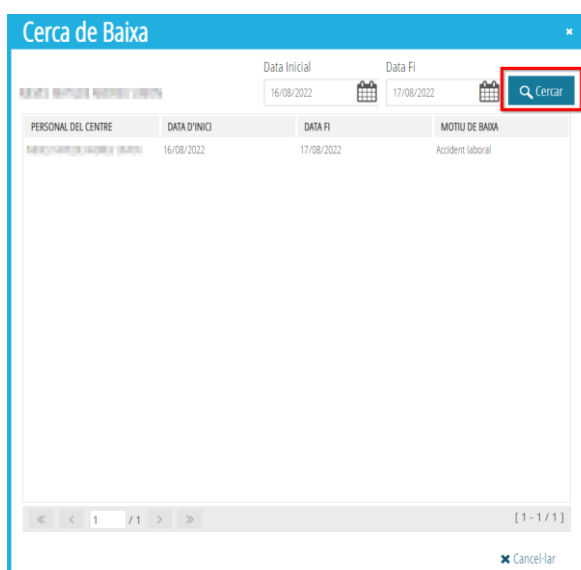 Cerca de Baixa
Data Inicial Data Fi
16/08/2022 17/08/2022 Cercar
PERSONAL DEL CENTRE DATA D'INICI DATA FI MOTIU DE BAIXA
16/08/2022 17/08/2022 Accident laboral
« < 1 / 1 > » [ 1 - 1 / 1 ]
✖ Cancel·lar